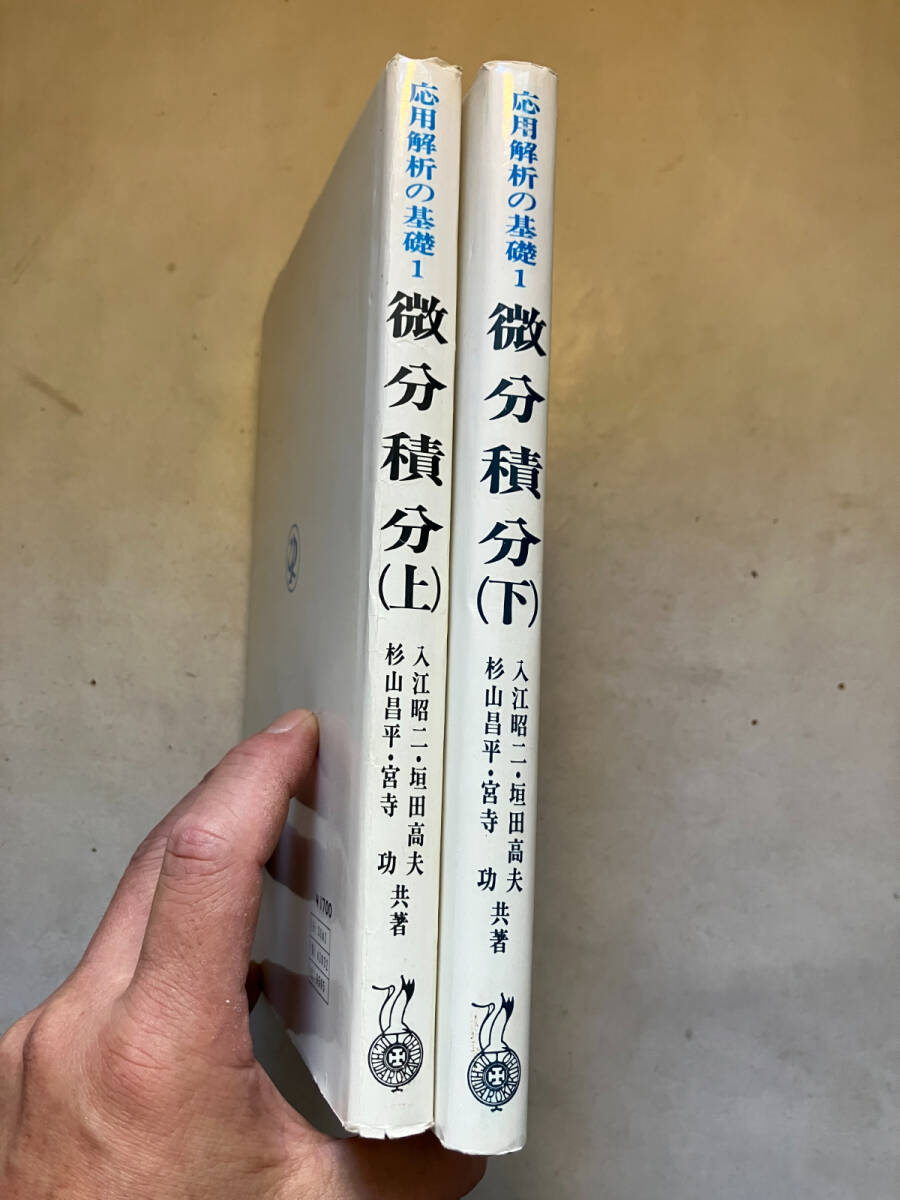 応用解析の基礎1
微分積分(上)
入江昭二・垣田高夫
杉山昌平・宮寺 功
共著
応用解析の基礎1
微分積分(下)
入江昭二・垣田高夫
杉山昌平・宮寺 功
共著
¥1700